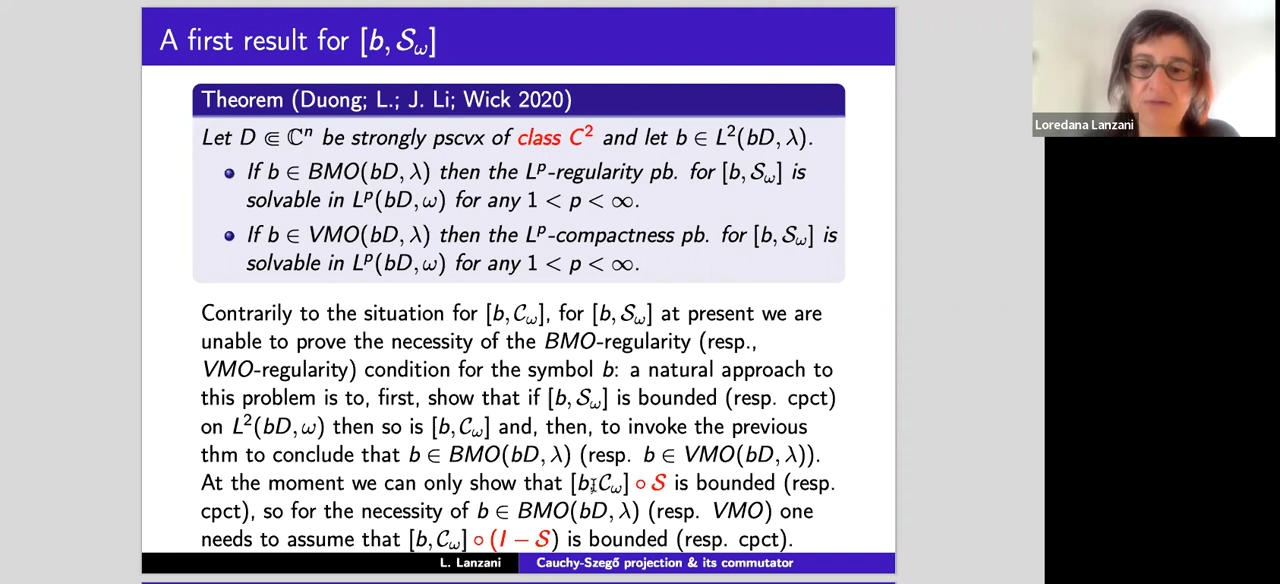 A first result for [b, 𝒮_ω]
Loredana Lanzani
Theorem (Duong; L.; J. Li; Wick 2020)
Let D ⋐ ℂⁿ be strongly pscvx of class C² and let b ∈ L²(bD, λ).
• If b ∈ BMO(bD, λ) then the Lᵖ-regularity pb. for [b, 𝒮_ω] is
solvable in Lᵖ(bD, ω) for any 1 < p < ∞.
• If b ∈ VMO(bD, λ) then the Lᵖ-compactness pb. for [b, 𝒮_ω] is
solvable in Lᵖ(bD, ω) for any 1 < p < ∞.
Contrarily to the situation for [b, 𝒞_ω], for [b, 𝒮_ω] at present we are
unable to prove the necessity of the BMO-regularity (resp.,
VMO-regularity) condition for the symbol b: a natural approach to
this problem is to, first, show that if [b, 𝒮_ω] is bounded (resp. cpct)
on L²(bD, ω) then so is [b, 𝒞_ω] and, then, to invoke the previous
thm to conclude that b ∈ BMO(bD, λ) (resp. b ∈ VMO(bD, λ)).
At the moment we can only show that [b, 𝒞_ω] ∘ 𝒮 is bounded (resp.
cpct), so for the necessity of b ∈ BMO(bD, λ) (resp. VMO) one
needs to assume that [b, 𝒞_ω] ∘ (I − 𝒮) is bounded (resp. cpct).
L. Lanzani
Cauchy-Szegő projection & its commutator